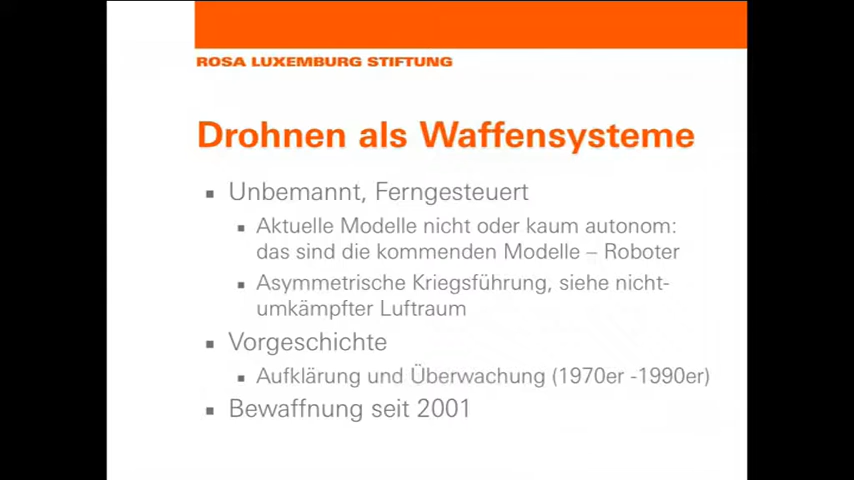 ROSA LUXEMBURG STIFTUNG
Drohnen als Waffensysteme
▪ Unbemannt, Ferngesteuert
▪ Aktuelle Modelle nicht oder kaum autonom:
das sind die kommenden Modelle – Roboter
▪ Asymmetrische Kriegsführung, siehe nicht-
umkämpfter Luftraum
▪ Vorgeschichte
▪ Aufklärung und Überwachung (1970er -1990er)
▪ Bewaffnung seit 2001